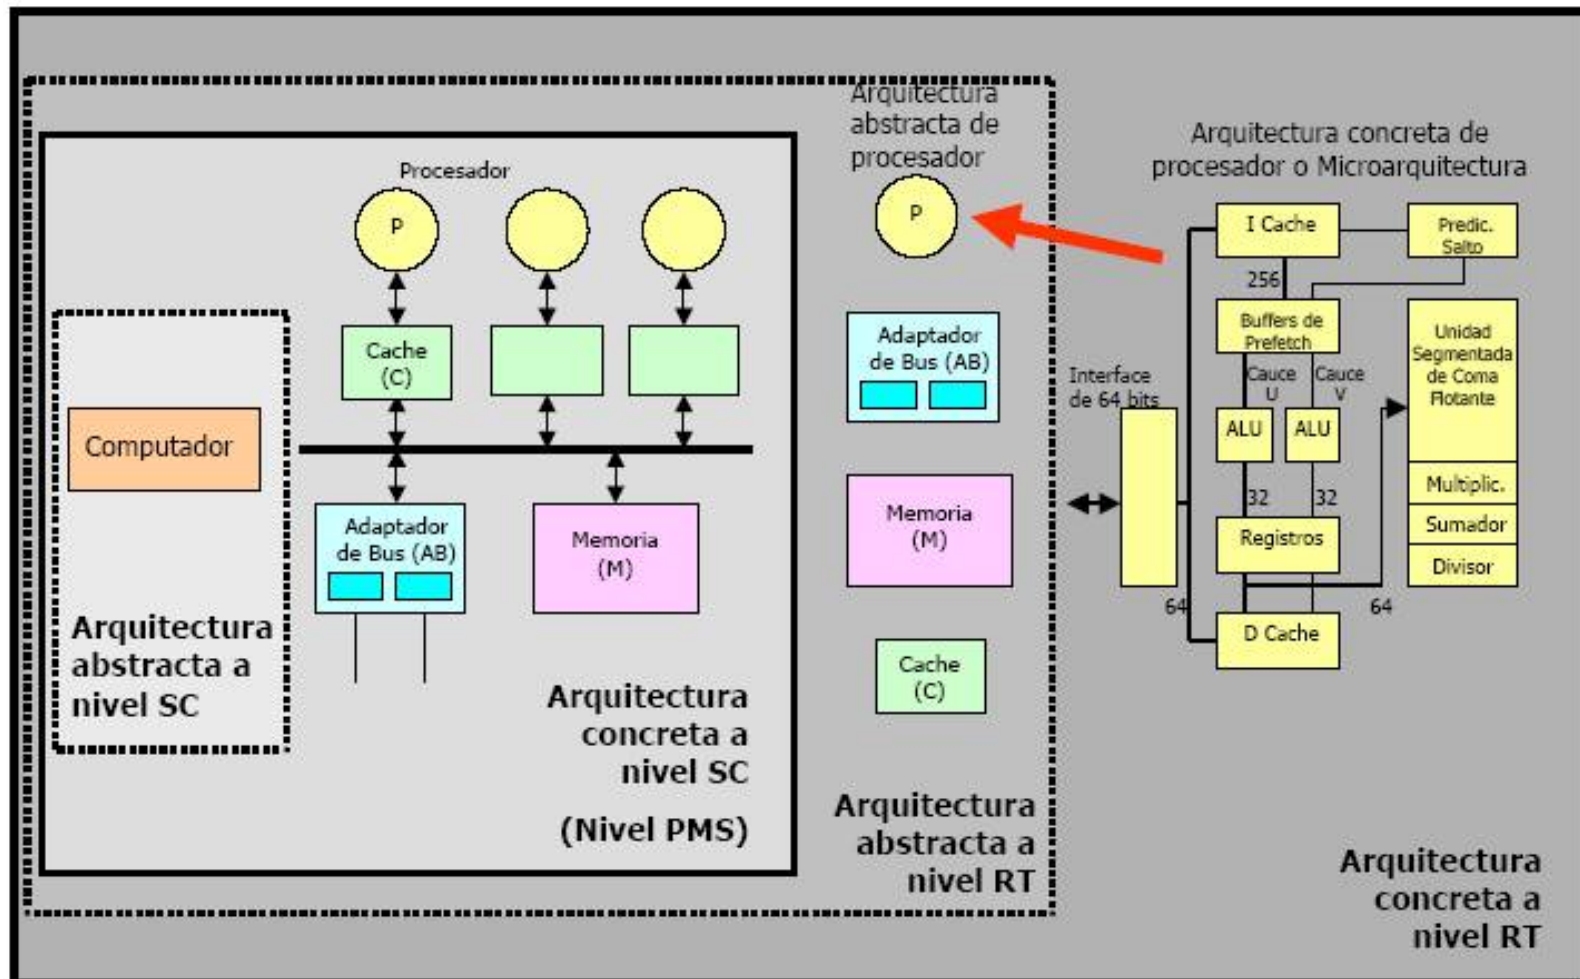 Arquitectura
abstracta de
procesador
Arquitectura concreta de
procesador o Microarquitectura
Procesador
P
P
I Cache
Predic.
Salto
256
Buffers de
Prefetch
Unidad
Segmentada
de Coma
Flotante
Cache
(C)
Adaptador
de Bus (AB)
Interface
de 64 bits
Cauce
U
Cauce
V
ALU
ALU
Computador
Multiplic.
32
32
Sumador
Adaptador
de Bus (AB)
Memoria
(M)
Memoria
(M)
Registros
Divisor
64
64
D Cache
Arquitectura
abstracta a
nivel SC
Cache
(C)
Arquitectura
concreta a
nivel SC
(Nivel PMS)
Arquitectura
abstracta a
nivel RT
Arquitectura
concreta a
nivel RT